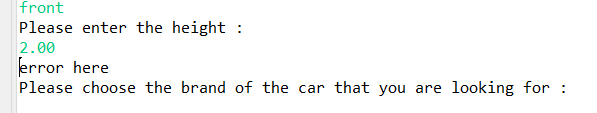 front
Please enter the height :
2.00
error here
Please choose the brand of the car that you are looking for :